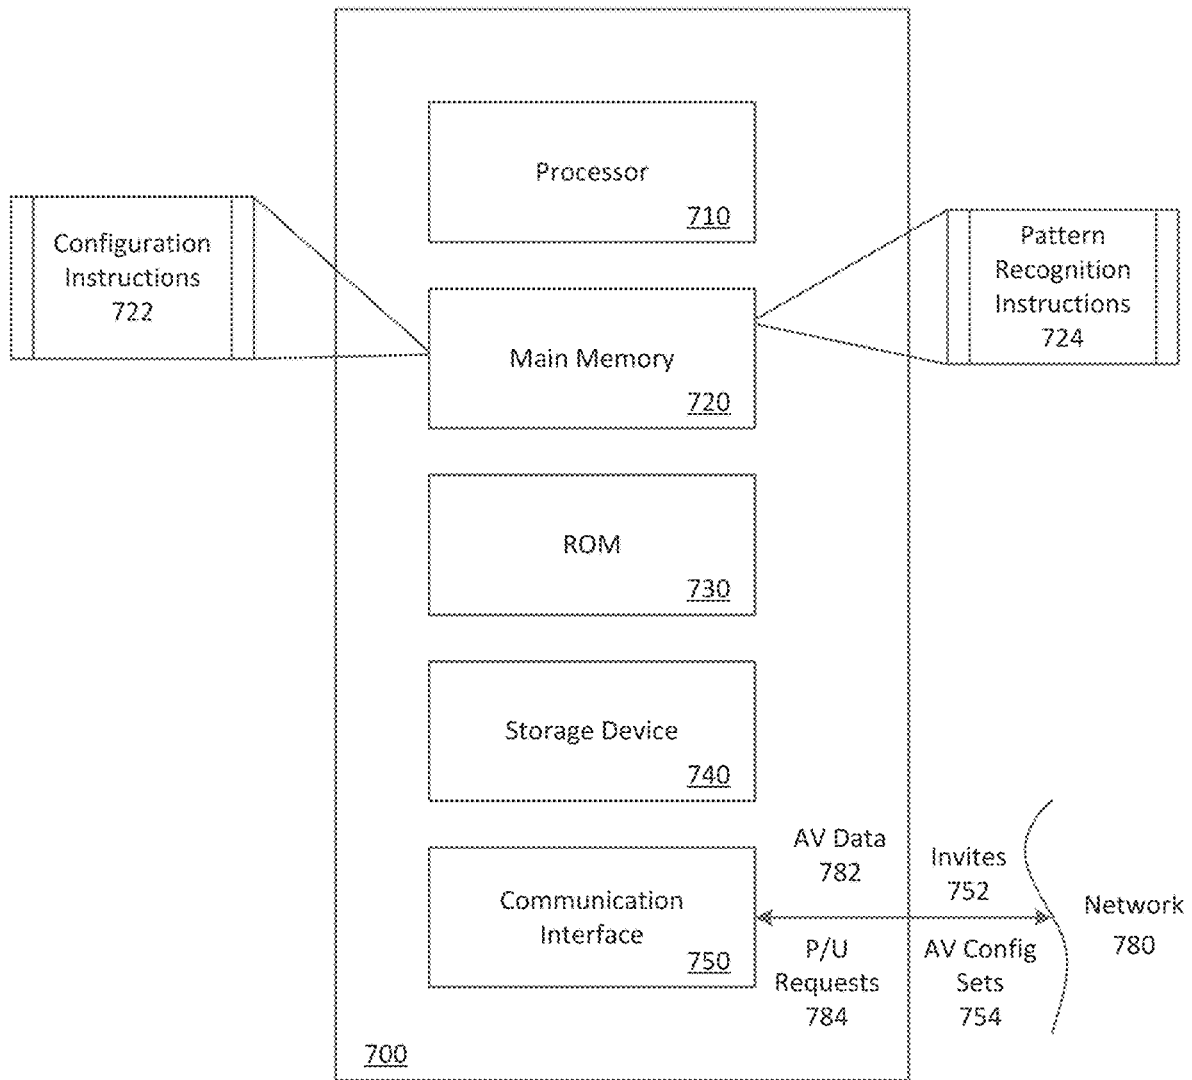 Processor
710
Configuration
Instructions
722
Pattern
Recognition
Instructions
724
Main Memory
720
ROM
730
Storage Device
740
Communication
Interface
750
AV Data
782
Invites
752
P/U
Requests
784
AV Config
Sets
754
Network
780
700